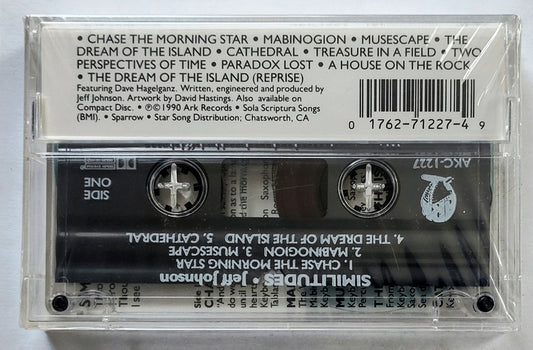 • CHASE THE MORNING STAR • MABINOGION • MUSESCAPE • THE
DREAM OF THE ISLAND • CATHEDRAL • TREASURE IN A FIELD • TWO
PERSPECTIVES OF TIME • PARADOX LOST • A HOUSE ON THE ROCK
• THE DREAM OF THE ISLAND (REPRISE)
Featuring Dave Hagelganz. Written, engineered and produced by
Jeff Johnson. Artwork by David Hastings. Also available on
Compact Disc. • ℗©1990 Ark Records • Sola Scriptura Songs
(BMI). • Sparrow • Star Song Distribution; Chatsworth, CA
0 1762-71227-4 9
SIMILITUDES • Jeff Johnson
1. CHASE THE MORNING STAR
2. MABINOGION 3. MUSESCAPE
4. THE DREAM OF THE ISLAND 5. CATHEDRAL
SIDE
ONE
AKC-1227